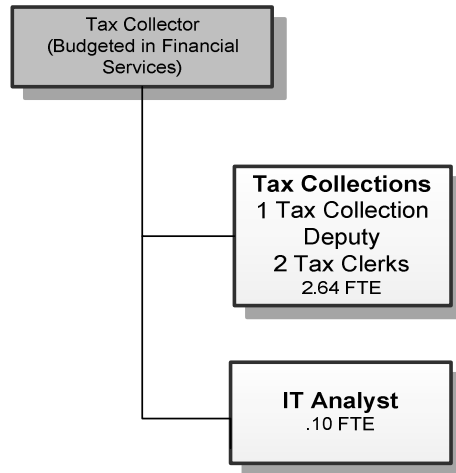 Tax Collector
(Budgeted in Financial
Services)
Tax Collections
1 Tax Collection
Deputy
2 Tax Clerks
2.64 FTE
IT Analyst
.10 FTE